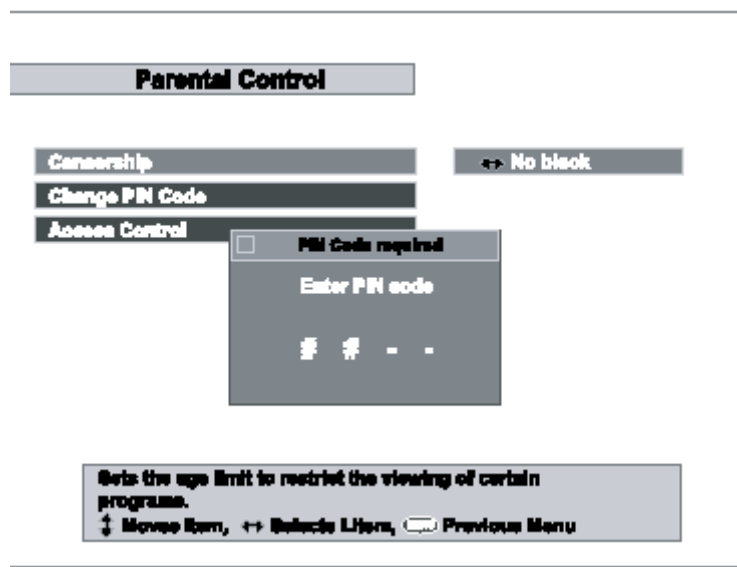 Parental Control
Censorship
No block
Change PIN Code
Access Control
PIN Code required
Enter PIN code
# # - -
Sets the age limit to restrict the viewing of certain
programs.
Moves Item, Selects Litem, Previous Menu